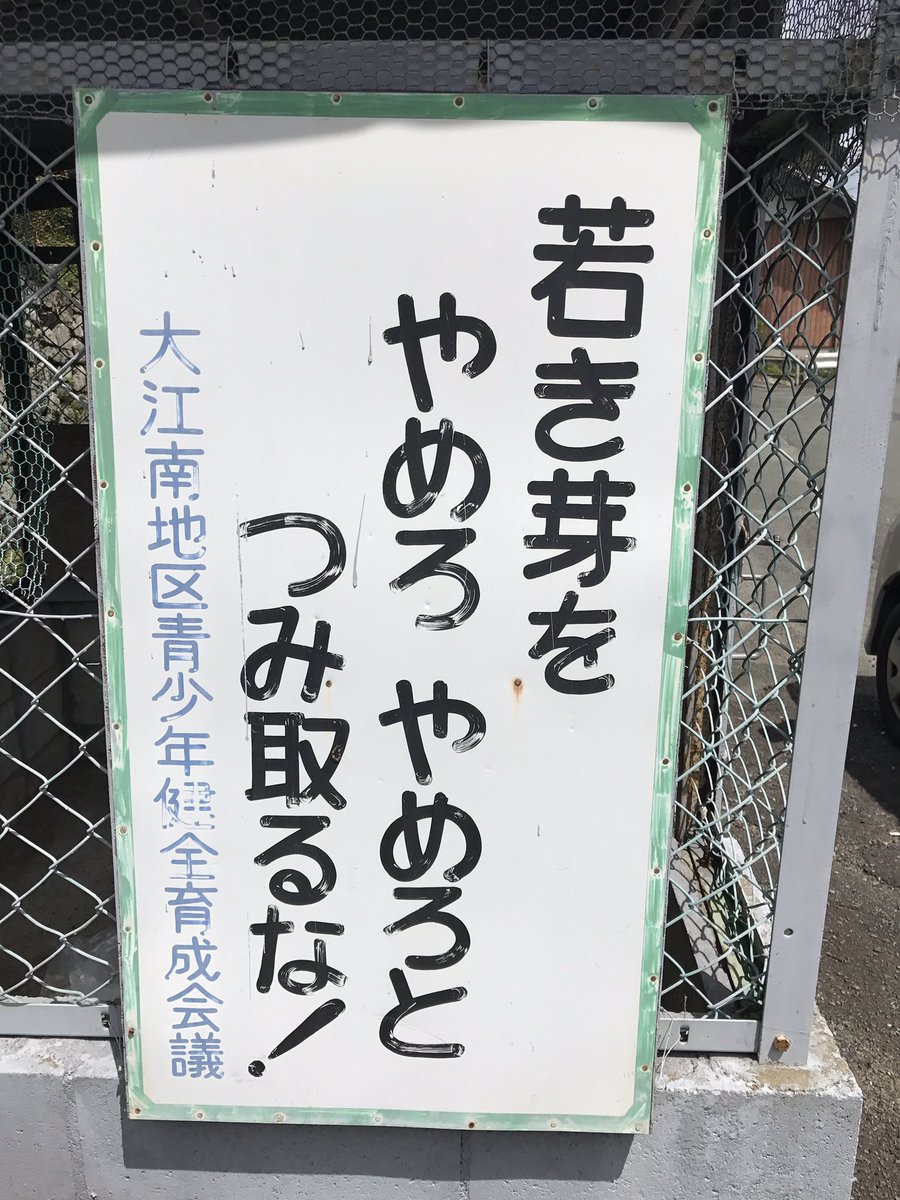 若き芽を
やめろ やめろと
つみ取るな!
大江南地区青少年健全育成会議